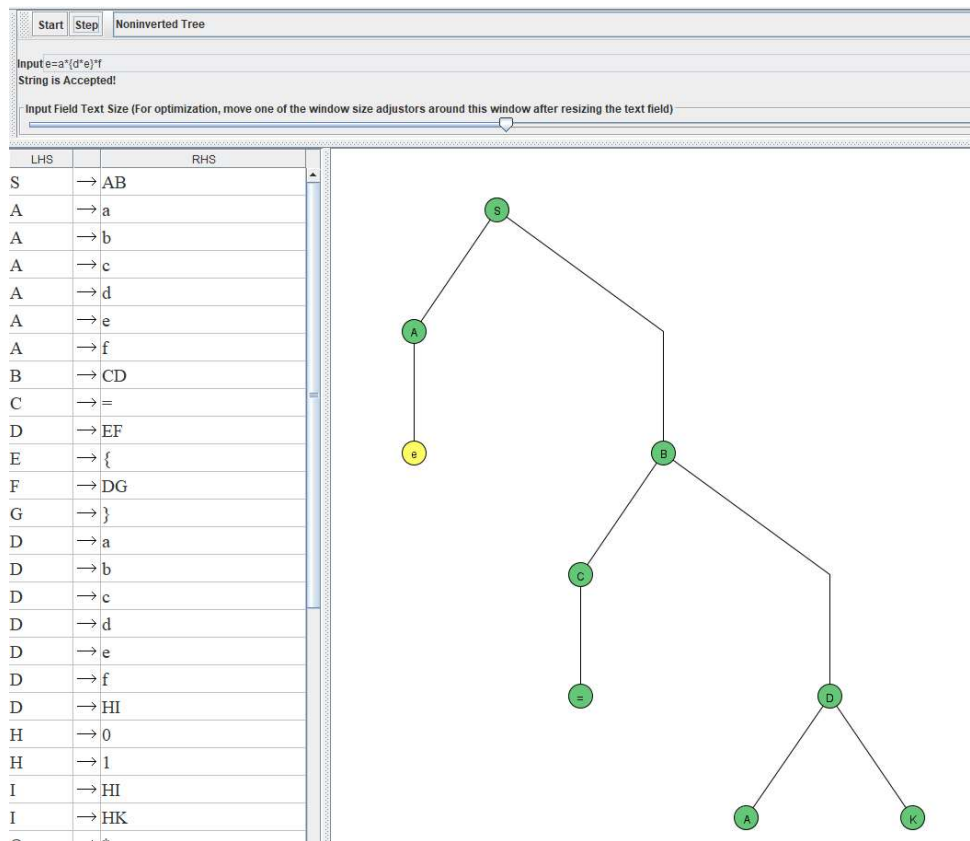 Start Step Noninverted Tree
Input e=a*{d*e}*f
String is Accepted!
Input Field Text Size (For optimization, move one of the window size adjustors around this window after resizing the text field)
LHS RHS
S → AB
A → a
A → b
A → c
A → d
A → e
A → f
B → CD
C → =
D → EF
E → {
F → DG
G → }
D → a
D → b
D → c
D → d
D → e
D → f
D → HI
H → 0
H → 1
I → HI
I → HK
S
A
e
B
C
=
D
A K